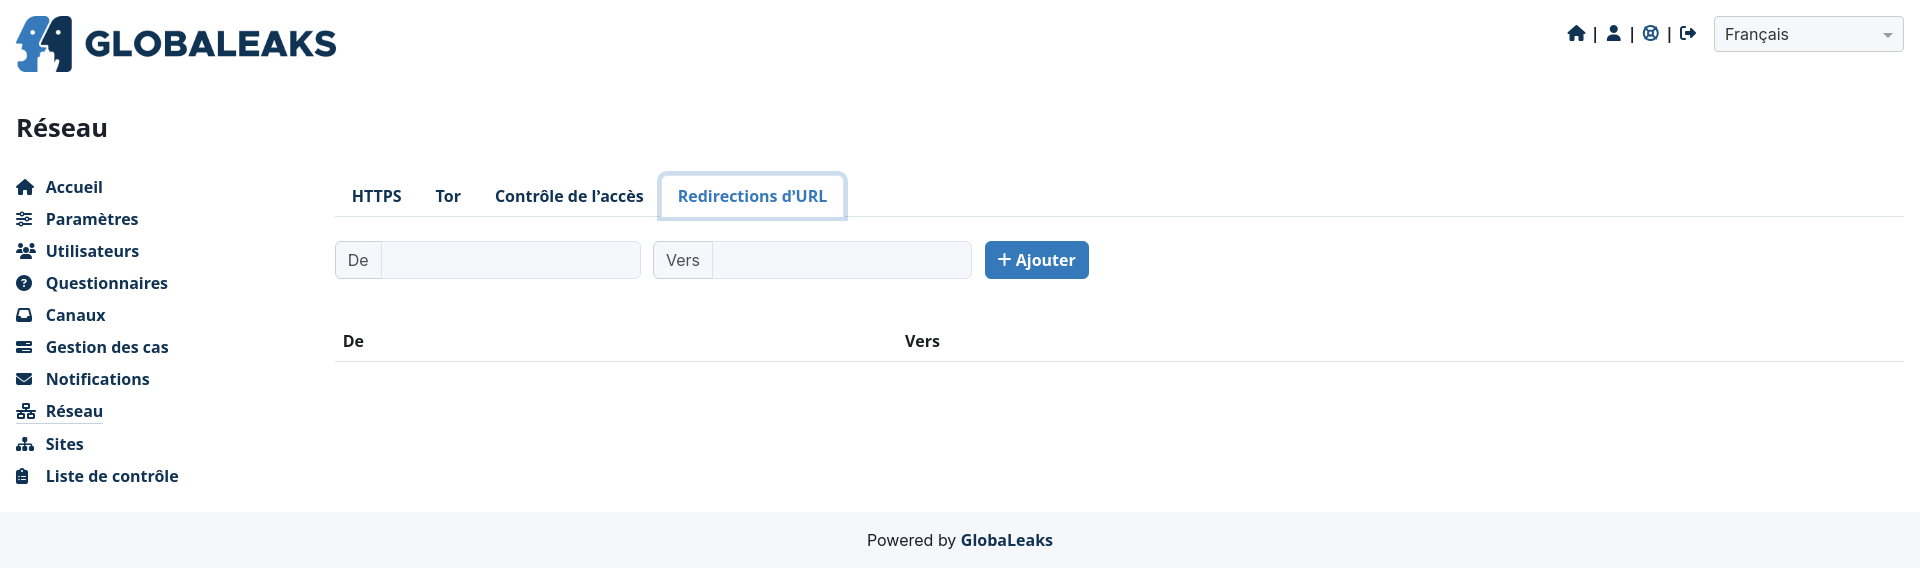 GLOBALEAKS
| | |
Français
Réseau
Accueil
Paramètres
Utilisateurs
Questionnaires
Canaux
Gestion des cas
Notifications
Réseau
Sites
Liste de contrôle
HTTPS Tor Contrôle de l’accès Redirections d’URL
De Vers + Ajouter
De Vers
Powered by GlobaLeaks